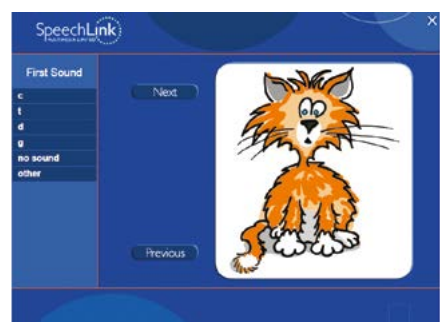 SpeechLink
First Sound
c
t
d
g
no sound
other
Next
Previous